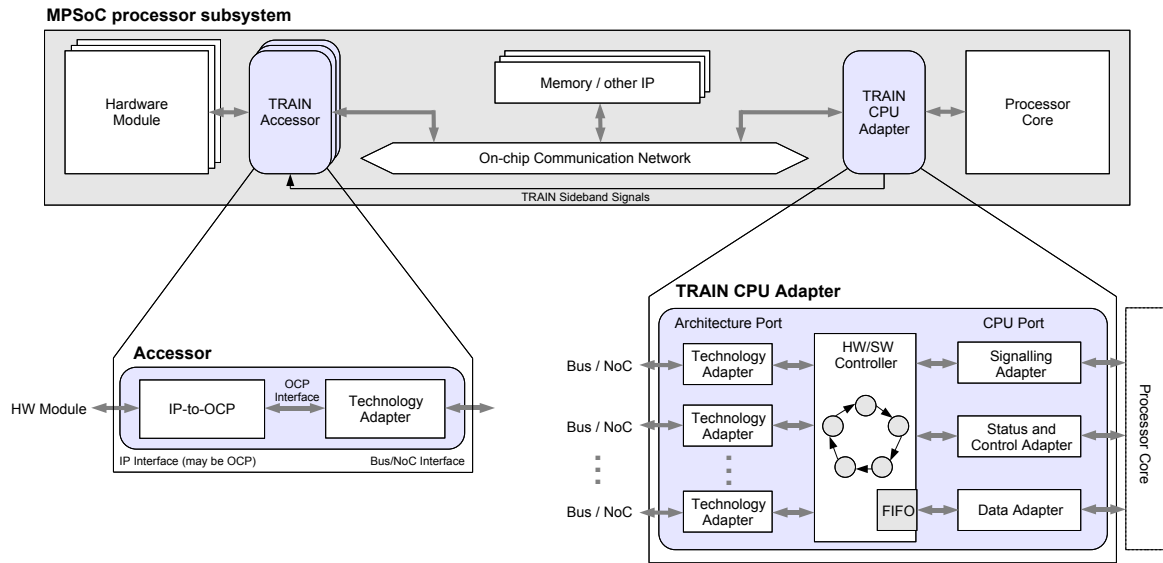 MPSoC processor subsystem
Hardware
Module
TRAIN
Accessor
Memory / other IP
On-chip Communication Network
TRAIN
CPU
Adapter
Processor
Core
TRAIN Sideband Signals
Accessor
HW Module
IP-to-OCP
OCP
Interface
Technology
Adapter
IP Interface (may be OCP)
Bus/NoC Interface
TRAIN CPU Adapter
Architecture Port
CPU Port
Bus / NoC
Technology
Adapter
HW/SW
Controller
Signalling
Adapter
Bus / NoC
Technology
Adapter
Status and
Control Adapter
Bus / NoC
Technology
Adapter
FIFO
Data Adapter
Processor Core